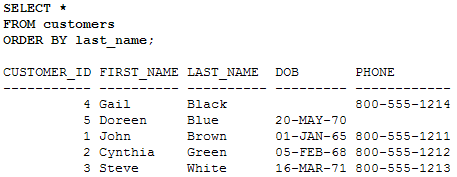 SELECT *
FROM customers
ORDER BY last_name;
CUSTOMER_ID FIRST_NAME LAST_NAME  DOB       PHONE
----------- ---------- ---------- --------- ------------
          4 Gail       Black                800-555-1214
          5 Doreen     Blue       20-MAY-70
          1 John       Brown      01-JAN-65 800-555-1211
          2 Cynthia    Green      05-FEB-68 800-555-1212
          3 Steve      White      16-MAR-71 800-555-1213